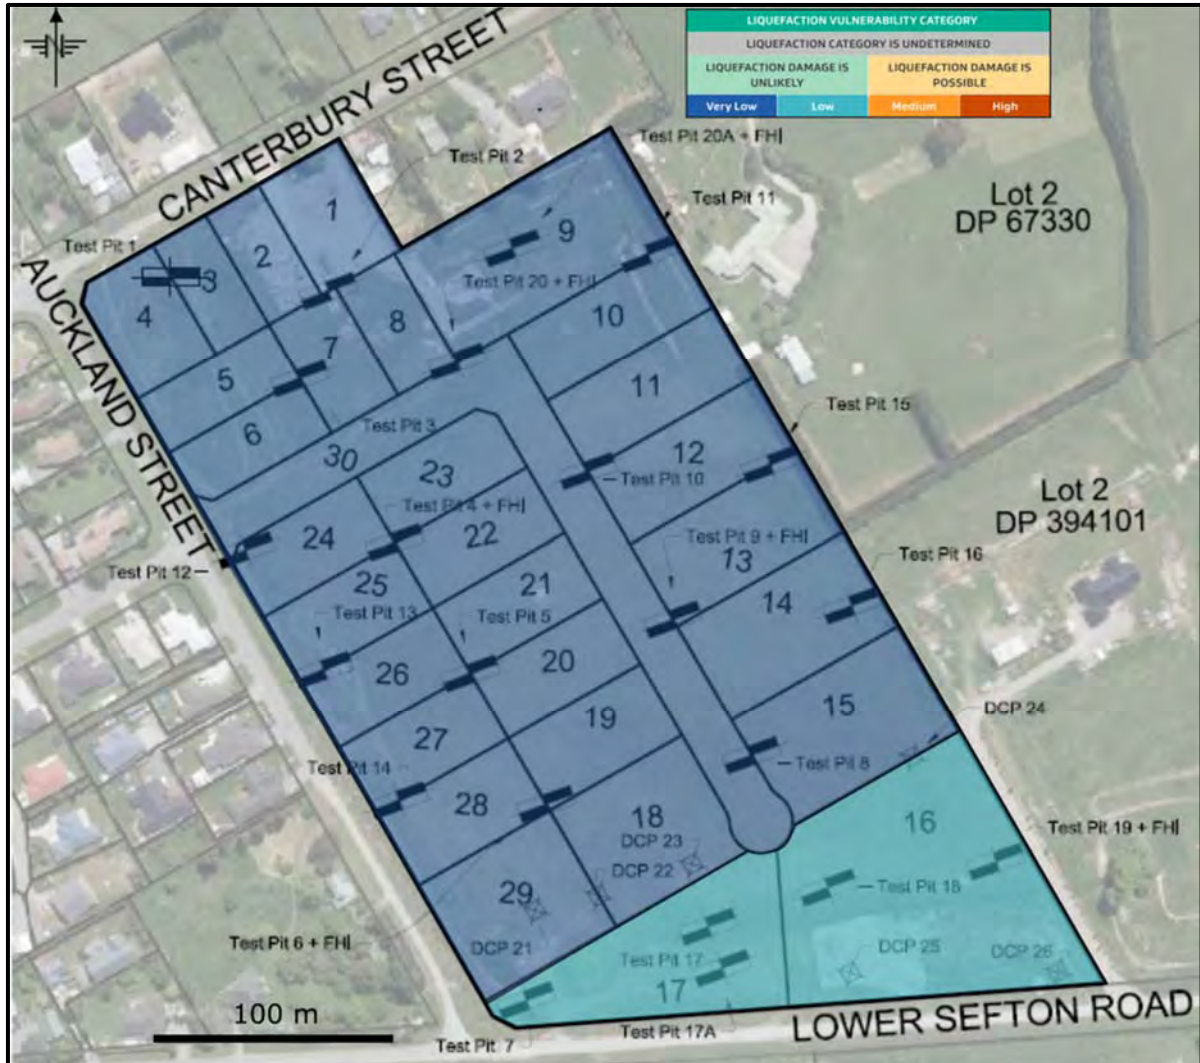 N
LIQUEFACTION VULNERABILITY CATEGORY
LIQUEFACTION CATEGORY IS UNDETERMINED
LIQUEFACTION DAMAGE IS
UNLIKELY
LIQUEFACTION DAMAGE IS
POSSIBLE
Very Low
Low
Medium
High
CANTERBURY STREET
Test Pit 20A + FHI
Test Pit 2
Test Pit 11
Lot 2
DP 67330
Test Pit 1
1
2
3
4
9
Test Pit 20 + FHI
AUCKLAND STREET
5
7
8
10
6
11
Test Pit 3
Test Pit 15
30
23
12
Test Pit 10
Lot 2
DP 394101
Test Pit 4 + FHI
24
22
Test Pit 9 + FHI
13
Test Pit 16
Test Pit 12
25
21
14
Test Pit 13
Test Pit 5
26
20
15
DCP 24
27
19
Test Pit 14
Test Pit 8
28
18
DCP 23
16
Test Pit 19 + FHI
DCP 22
29
Test Pit 18
Test Pit 6 + FHI
DCP 21
Test Pit 17
DCP 25
DCP 26
17
100 m
Test Pit 7
Test Pit 17A
LOWER SEFTON ROAD